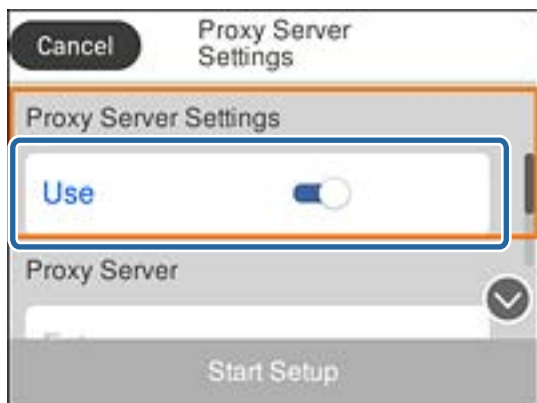 Cancel
Proxy Server
Settings
Proxy Server Settings
Use
Proxy Server
Start Setup